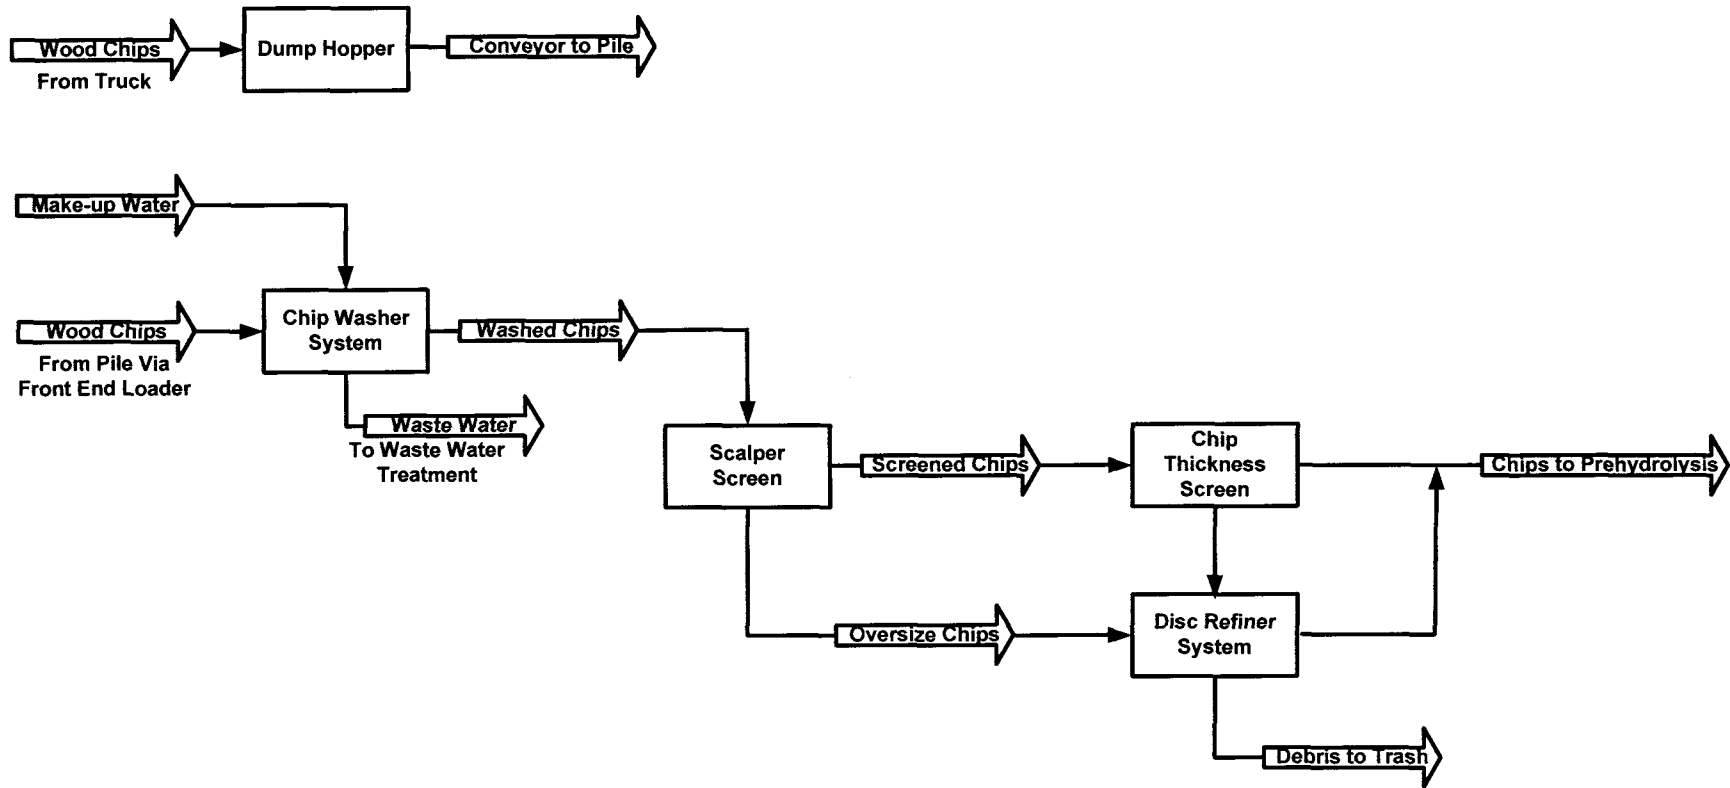 Wood Chips
From Truck
Dump Hopper
Conveyor to Pile
Make-up Water
Wood Chips
From Pile Via
Front End Loader
Chip Washer
System
Washed Chips
Waste Water
To Waste Water
Treatment
Scalper
Screen
Screened Chips
Chip
Thickness
Screen
Chips to Prehydrolysis
Oversize Chips
Disc Refiner
System
Debris to Trash